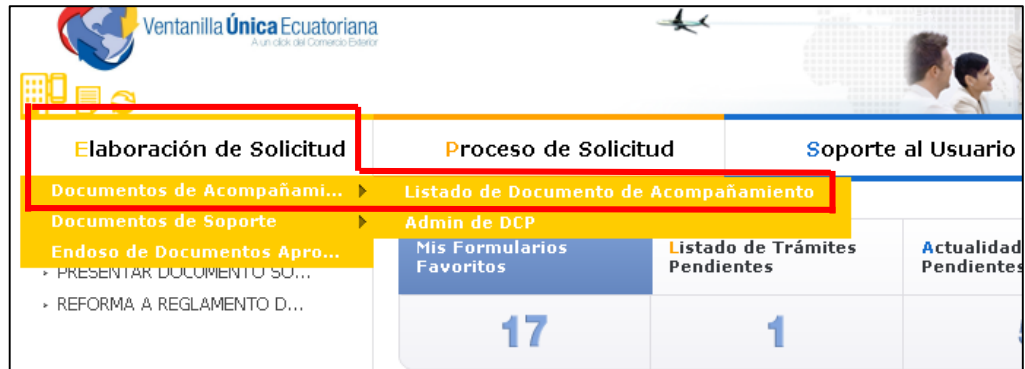 Ventanilla Única Ecuatoriana
A un click del Comercio Exterior
Elaboración de Solicitud
Proceso de Solicitud
Soporte al Usuario
Documentos de Acompañami...
Listado de Documento de Acompañamiento
Documentos de Soporte
Admin de DCP
Endoso de Documentos Apro...
PRESENTAR DOCUMENTO SO...
REFORMA A REGLAMENTO D...
Mis Formularios
Favoritos
Listado de Trámites
Pendientes
Actualidad
Pendientes
17
1